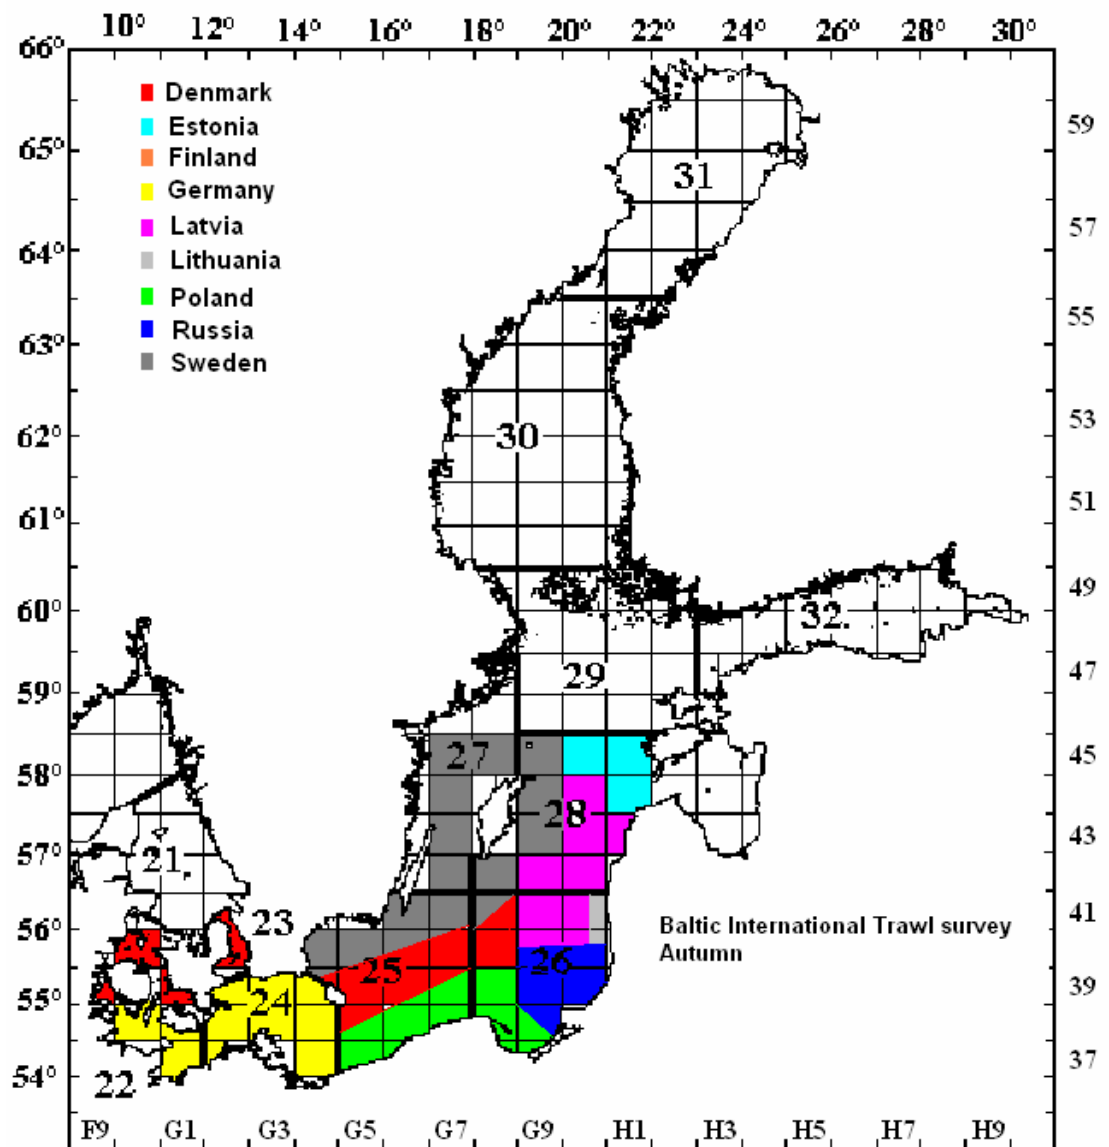 10° 12° 14° 16° 18° 20° 22° 24° 26° 28° 30°
66°
Denmark
59
Estonia
65°
Finland
31
Germany
Latvia
57
64°
Lithuania
Poland
55
Russia
63°
Sweden
53
62°
30
51
61°
49
60°
32
29
47
59°
27
45
58°
28
43
57°
21
23
Baltic International Trawl survey
41
56°
Autumn
26
25
39
55°
24
37
54°
22
F9 G1 G3 G5 G7 G9 H1 H3 H5 H7 H9